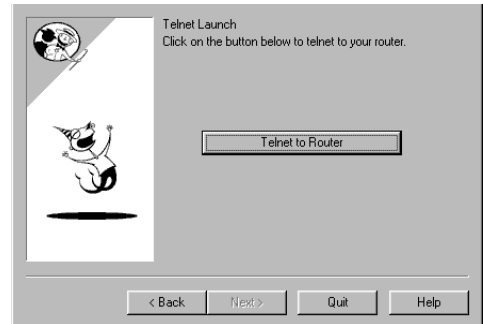 Telnet Launch
Click on the button below to telnet to your router.
Telnet to Router
< Back
Next >
Quit
Help